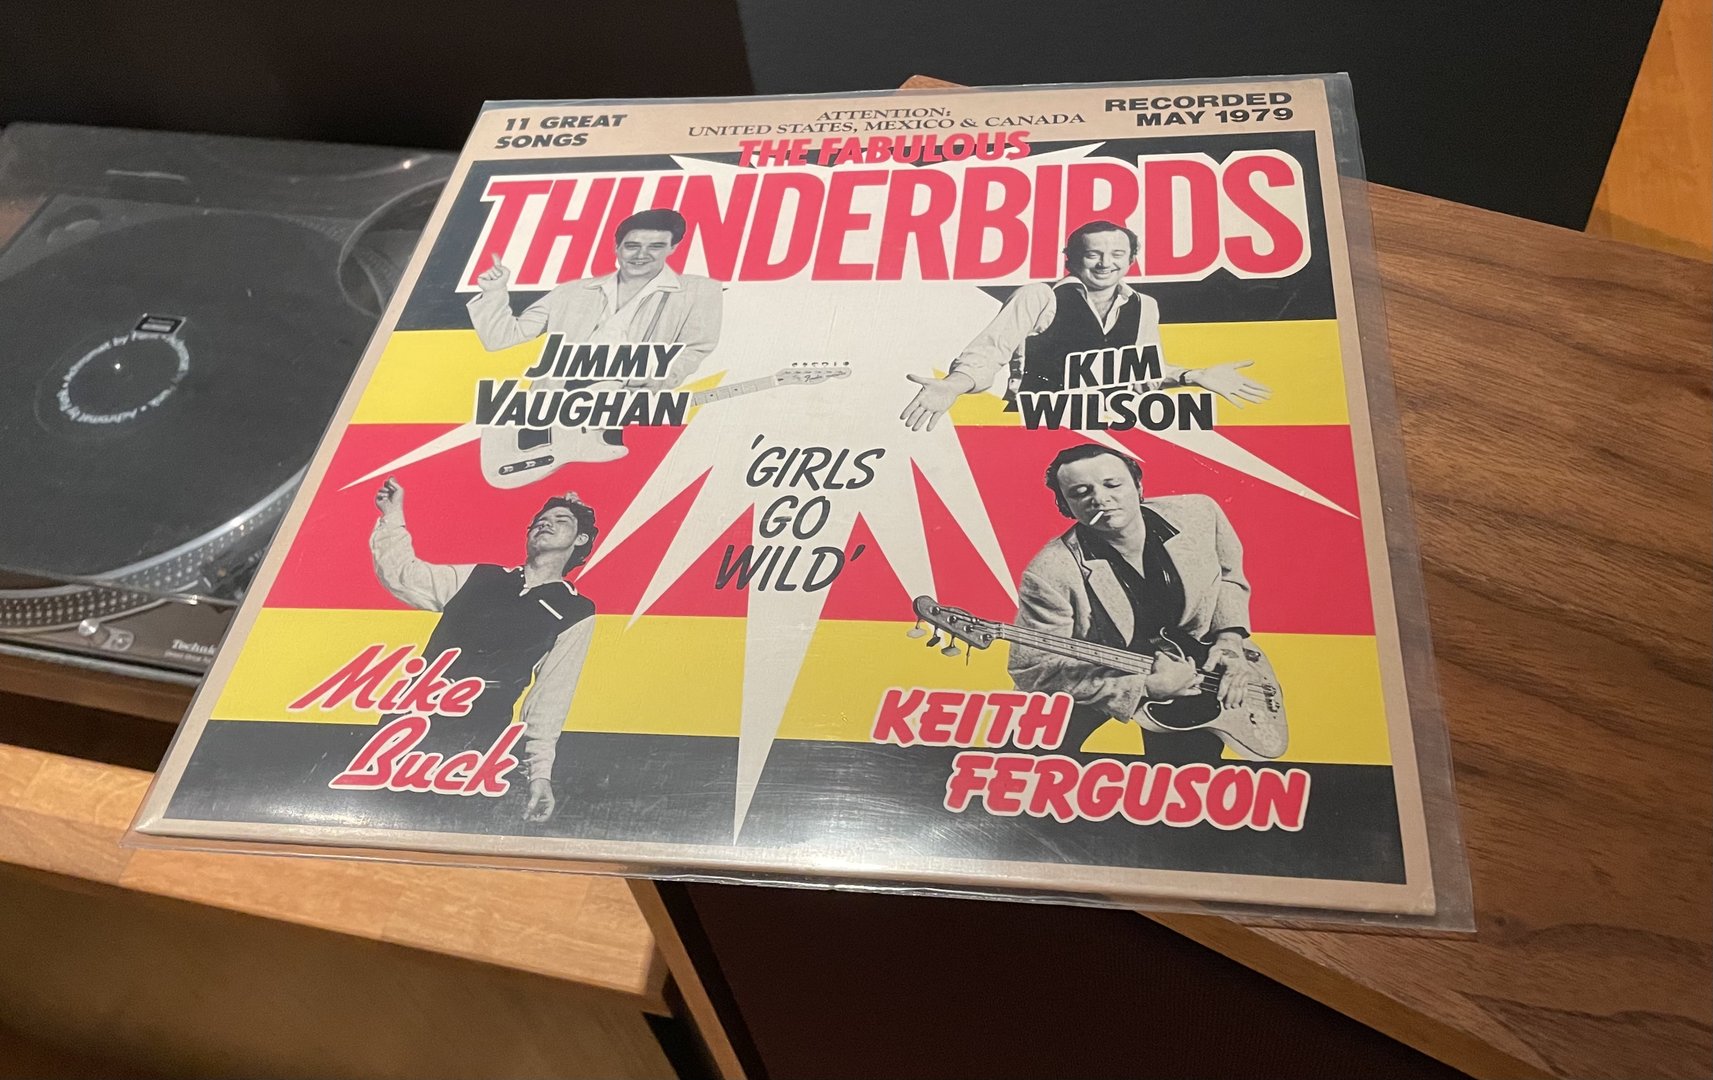 11 GREAT
SONGS
ATTENTION:
UNITED STATES, MEXICO & CANADA
RECORDED
MAY 1979
THE FABULOUS
THUNDERBIRDS
JIMMY
VAUGHAN
KIM
WILSON
'GIRLS
GO
WILD'
Mike
Buck
KEITH
FERGUSON
Fender